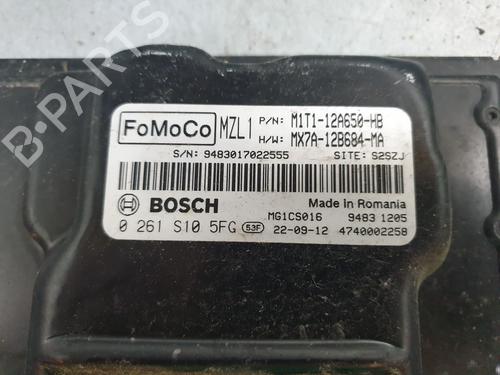 FoMoCo MZL1 P/N: M1T1-12A650-HB
H/W: MX7A-12B684-MA
S/N: 9483017022555 SITE: S2SZJ
BOSCH Made in Romania
MG1CS016 9483 1205
0 261 S10 5FG 53F 22-09-12 4740002258
B-PARTS